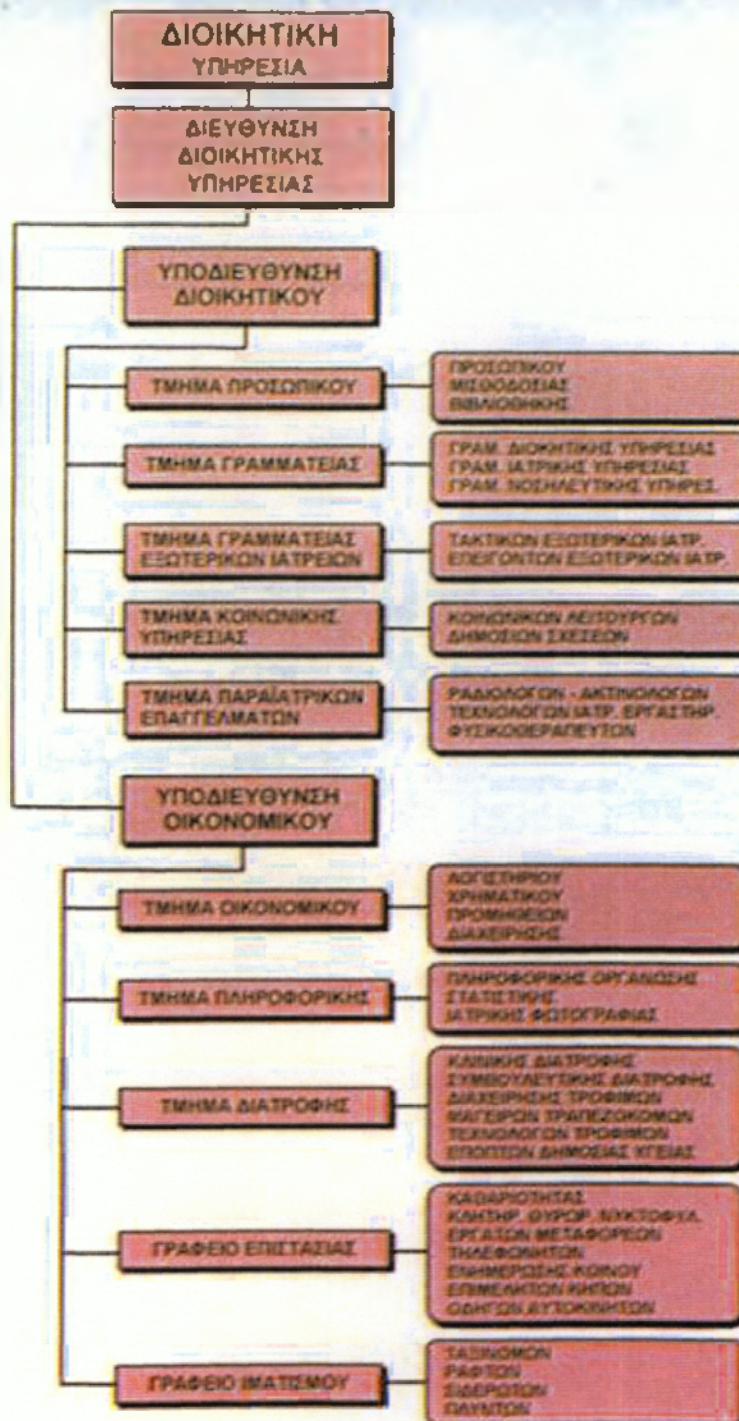 ΔΙΟΙΚΗΤΙΚΗ
ΥΠΗΡΕΣΙΑ
ΔΙΕΥΘΥΝΣΗ
ΔΙΟΙΚΗΤΙΚΗΣ
ΥΠΗΡΕΣΙΑΣ
ΥΠΟΔΙΕΥΘΥΝΣΗ
ΔΙΟΙΚΗΤΙΚΟΥ
ΤΜΗΜΑ ΠΡΟΣΩΠΙΚΟΥ
ΠΡΟΣΩΠΙΚΟΥ
ΜΙΣΘΟΔΟΣΙΑΣ
ΒΙΒΛΙΟΘΗΚΗΣ
ΤΜΗΜΑ ΓΡΑΜΜΑΤΕΙΑΣ
ΓΡΑΜ. ΔΙΟΚΗΤΙΚΗΣ ΥΠΗΡΕΣΙΑΣ
ΓΡΑΜ. ΙΑΤΡΙΚΗΣ ΥΠΗΡΕΣΙΑΣ
ΓΡΑΜ. ΝΟΣΗΛΕΥΤΙΚΗΣ ΥΠΗΡΕΣ.
ΤΜΗΜΑ ΓΡΑΜΜΑΤΕΙΑΣ
ΕΞΩΤΕΡΙΚΩΝ ΙΑΤΡΕΙΩΝ
ΤΑΚΤΙΚΩΝ ΕΞΩΤΕΡΙΚΩΝ ΙΑΤΡ.
ΕΠΕΙΓΟΝΤΩΝ ΕΞΩΤΕΡΙΚΩΝ ΙΑΤΡ.
ΤΜΗΜΑ ΚΟΙΝΩΝΙΚΗΣ
ΥΠΗΡΕΣΙΑΣ
ΚΟΙΝΩΝΙΚΩΝ ΛΕΙΤΟΥΡΓΩΝ
ΔΗΜΟΣΙΩΝ ΣΧΕΣΕΩΝ
ΤΜΗΜΑ ΠΑΡΑΪΑΤΡΙΚΩΝ
ΕΠΑΓΓΕΛΜΑΤΩΝ
ΡΑΔΙΟΛΟΓΩΝ - ΑΚΤΙΝΟΛΟΓΩΝ
ΤΕΧΝΟΛΟΓΩΝ ΙΑΤΡ. ΕΡΓΑΣΤΗΡ.
ΦΥΣΙΚΟΘΕΡΑΠΕΥΤΩΝ
ΥΠΟΔΙΕΥΘΥΝΣΗ
ΟΙΚΟΝΟΜΙΚΟΥ
ΤΜΗΜΑ ΟΙΚΟΝΟΜΙΚΟΥ
ΛΟΓΙΣΤΗΡΙΟΥ
ΧΡΗΜΑΤΙΚΟΥ
ΠΡΟΜΗΘΕΙΩΝ
ΔΙΑΧΕΙΡΗΣΗΣ
ΤΜΗΜΑ ΠΛΗΡΟΦΟΡΙΚΗΣ
ΠΛΗΡΟΦΟΡΙΚΗΣ ΟΡΓΑΝΩΣΗΣ
ΣΤΑΤΙΣΤΙΚΗΣ
ΙΑΤΡΙΚΗΣ ΦΩΤΟΓΡΑΦΙΑΣ
ΤΜΗΜΑ ΔΙΑΤΡΟΦΗΣ
ΚΛΙΝΙΚΗΣ ΔΙΑΤΡΟΦΗΣ
ΣΥΜΒΟΥΛΕΥΤΙΚΗΣ ΔΙΑΤΡΟΦΗΣ
ΔΙΑΧΕΙΡΗΣΗΣ ΤΡΟΦΙΜΩΝ
ΜΑΓΕΙΡΩΝ ΤΡΑΠΕΖΟΚΟΜΩΝ
ΤΕΧΝΟΛΟΓΩΝ ΤΡΟΦΙΜΩΝ
ΕΠΟΠΤΩΝ ΔΗΜΟΣΙΑΣ ΥΓΕΙΑΣ
ΓΡΑΦΕΙΟ ΕΠΙΣΤΑΣΙΑΣ
ΚΑΘΑΡΙΟΤΗΤΑΣ
ΚΛΗΤΗΡ. ΘΥΡΩΡ. ΝΥΚΤΟΦΥΛ.
ΕΡΓΑΤΩΝ ΜΕΤΑΦΟΡΕΩΝ
ΤΗΛΕΦΩΝΗΤΩΝ
ΕΝΗΜΕΡΩΣΗΣ ΚΟΙΝΟΥ
ΕΠΙΜΕΛΗΤΩΝ ΚΗΠΩΝ
ΟΔΗΓΩΝ ΑΥΤΟΚΙΝΗΤΩΝ
ΓΡΑΦΕΙΟ ΙΜΑΤΙΣΜΟΥ
ΤΑΞΙΝΟΜΩΝ
ΡΑΦΤΩΝ
ΣΙΔΕΡΩΤΩΝ
ΠΛΥΝΤΩΝ